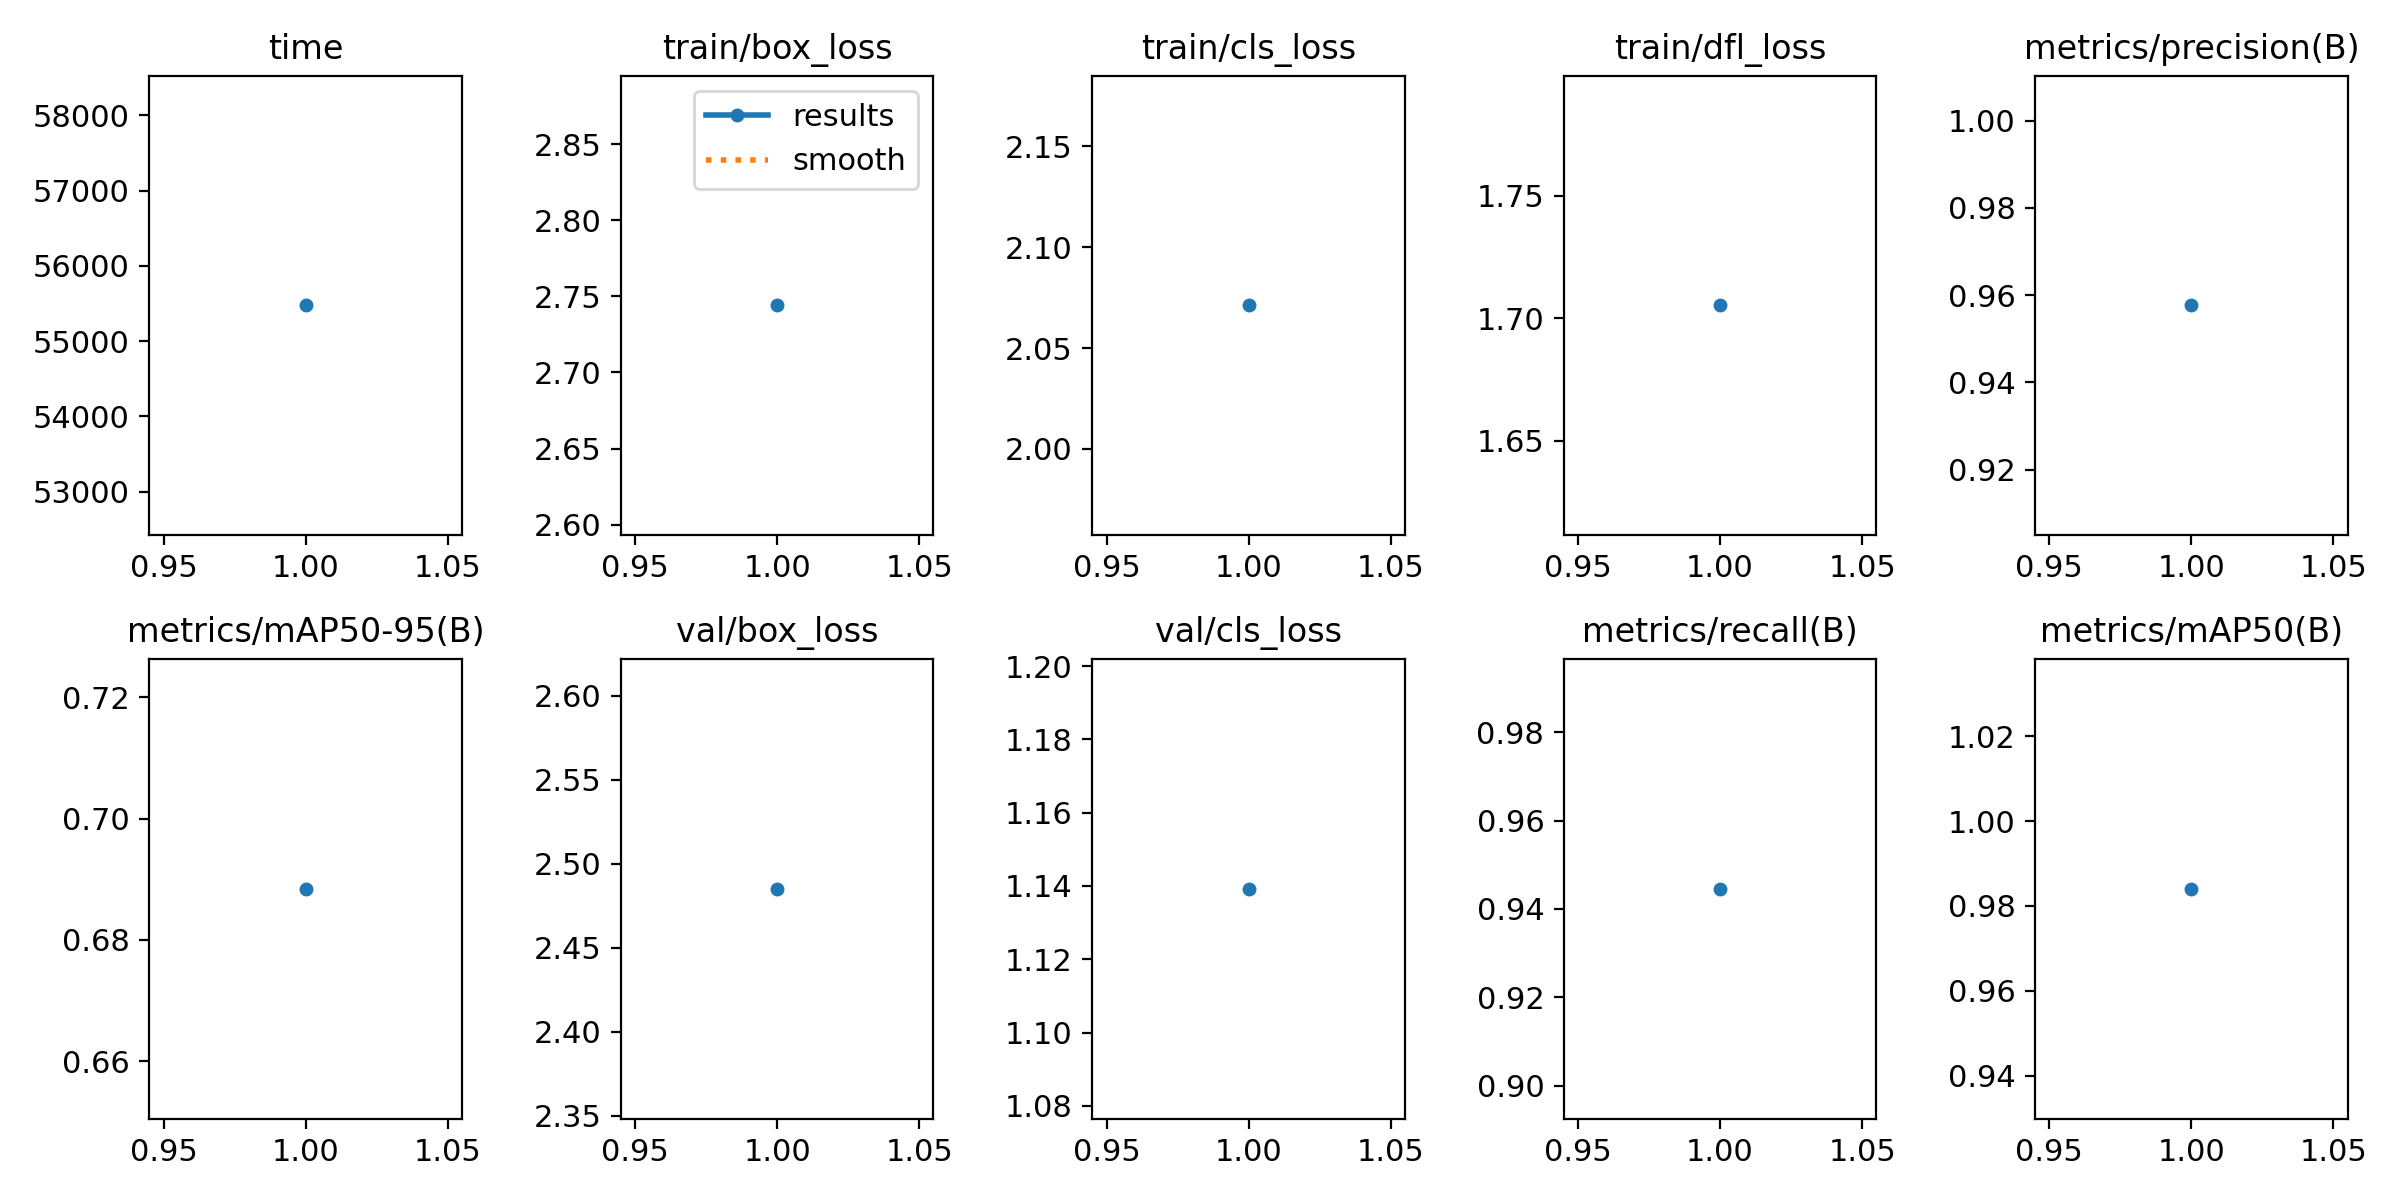 time
58000
57000
56000
55000
54000
53000
0.95 1.00 1.05
train/box_loss
results
smooth
2.85
2.80
2.75
2.70
2.65
2.60
0.95 1.00 1.05
train/cls_loss
2.15
2.10
2.05
2.00
0.95 1.00 1.05
train/dfl_loss
1.75
1.70
1.65
0.95 1.00 1.05
metrics/precision(B)
1.00
0.98
0.96
0.94
0.92
0.95 1.00 1.05
metrics/mAP50-95(B)
0.72
0.70
0.68
0.66
0.95 1.00 1.05
val/box_loss
2.60
2.55
2.50
2.45
2.40
2.35
0.95 1.00 1.05
val/cls_loss
1.20
1.18
1.16
1.14
1.12
1.10
1.08
0.95 1.00 1.05
metrics/recall(B)
0.98
0.96
0.94
0.92
0.90
0.95 1.00 1.05
metrics/mAP50(B)
1.02
1.00
0.98
0.96
0.94
0.95 1.00 1.05